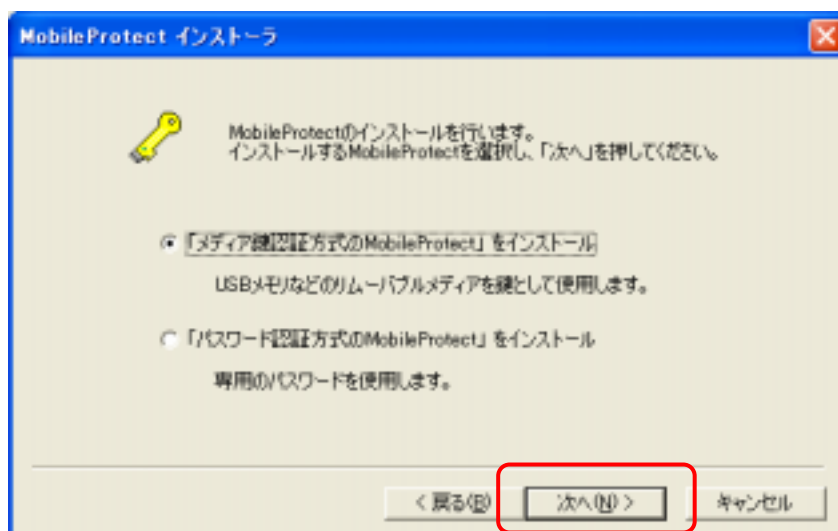 MobileProtect インストーラ
MobileProtectのインストールを行います。
インストールするMobileProtectを選択し、「次へ」を押してください。
「メディア鍵認証方式のMobileProtect」をインストール
USBメモリなどのリムーバブルメディアを鍵として使用します。
「パスワード認証方式のMobileProtect」をインストール
専用のパスワードを使用します。
< 戻る(B)
次へ(N) >
キャンセル